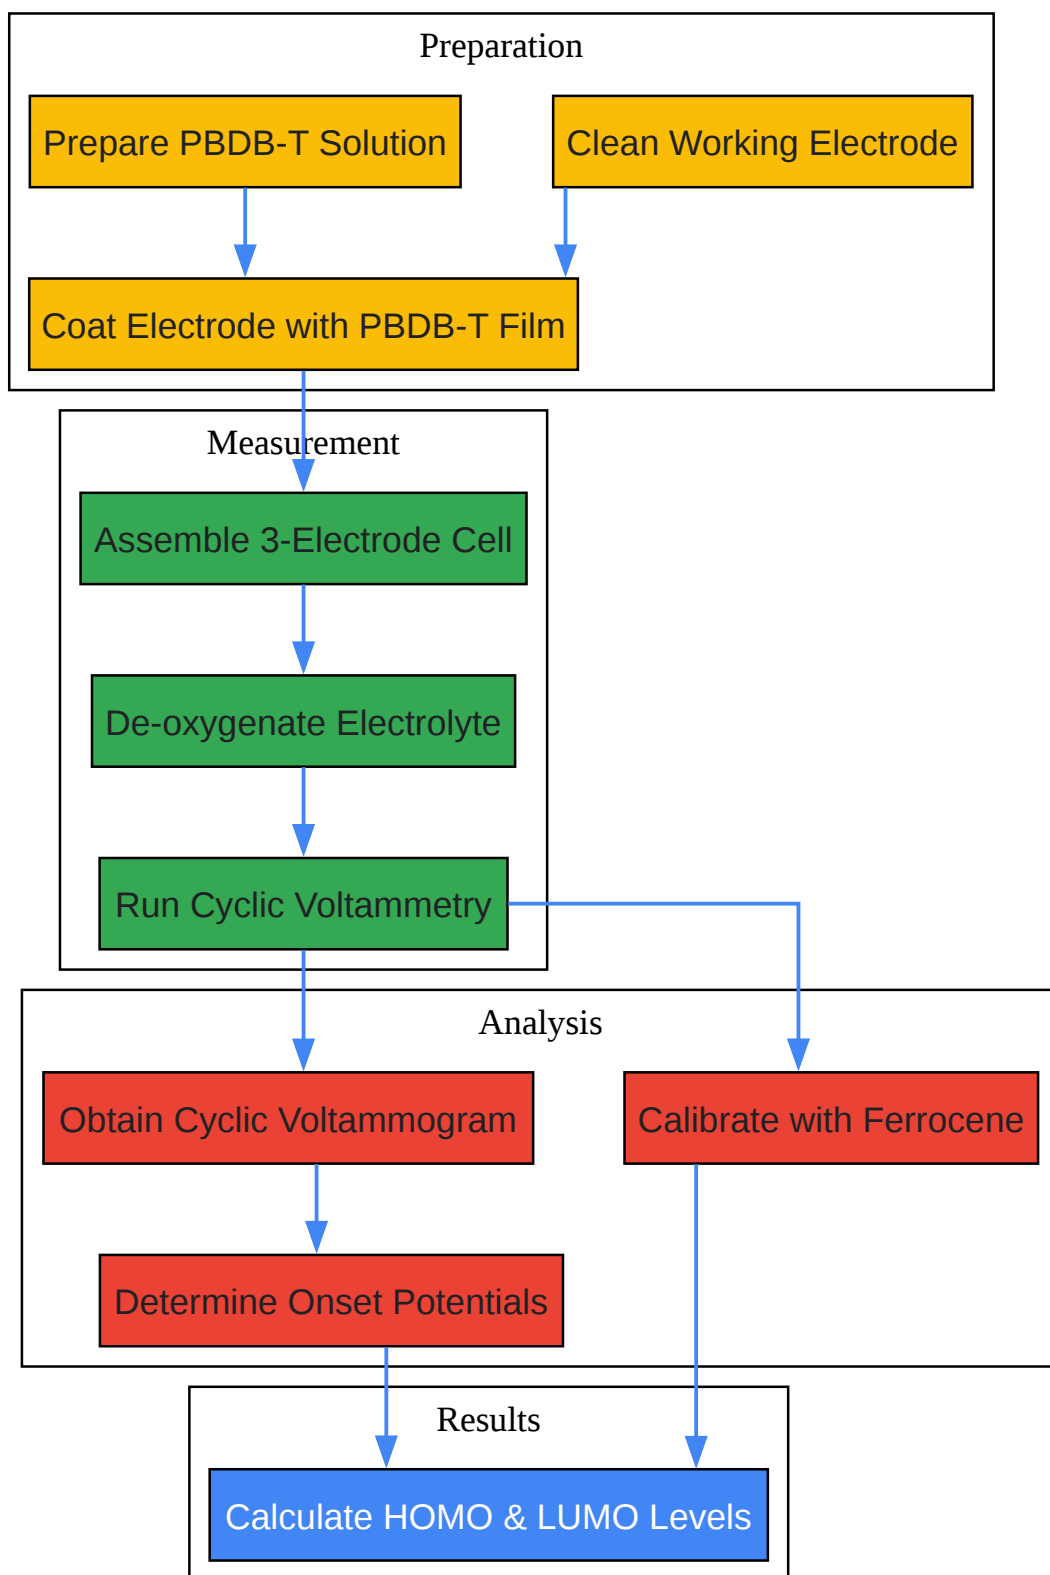 Preparation
Prepare PBDB-T Solution
Clean Working Electrode
Coat Electrode with PBDB-T Film
Measurement
Assemble 3-Electrode Cell
De-oxygenate Electrolyte
Run Cyclic Voltammetry
Analysis
Obtain Cyclic Voltammogram
Calibrate with Ferrocene
Determine Onset Potentials
Results
Calculate HOMO & LUMO Levels